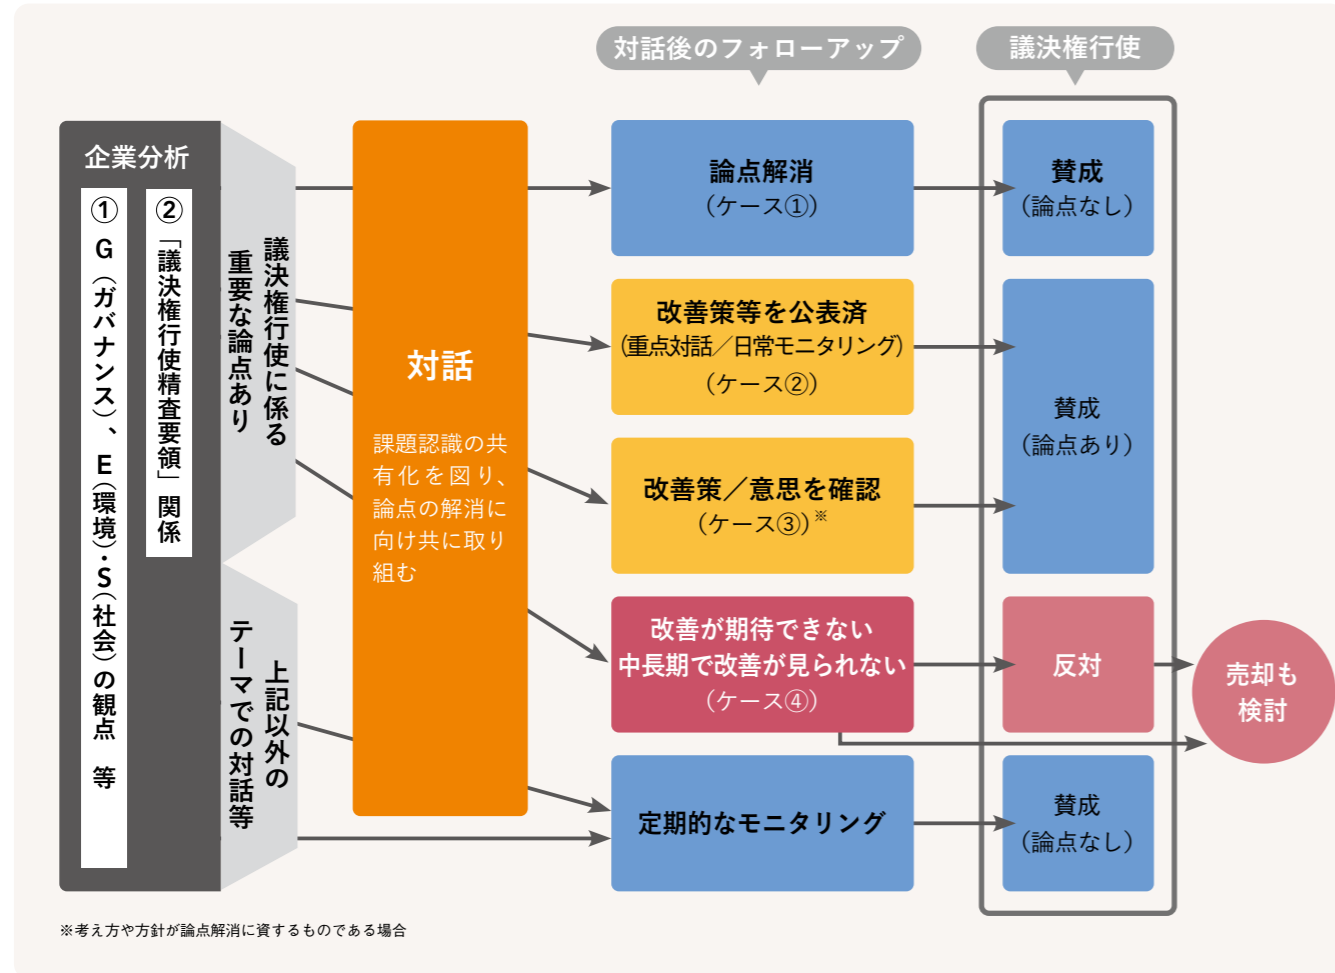 対話後のフォローアップ
議決権行使
企業分析
① G（ガバナンス）、E（環境）・S（社会）の観点 等
②「議決権行使精査要領」関係
議決権行使に係る
重要な論点あり
上記以外の
テーマでの対話等
対話
課題認識の共
有化を図り、
論点の解消に
向け共に取り
組む
論点解消
（ケース①）
改善策等を公表済
（重点対話／日常モニタリング）
（ケース②）
改善策／意思を確認
（ケース③）※
改善が期待できない
中長期で改善が見られない
（ケース④）
定期的なモニタリング
賛成
（論点なし）
賛成
（論点あり）
反対
賛成
（論点なし）
売却も
検討
※考え方や方針が論点解消に資するものである場合